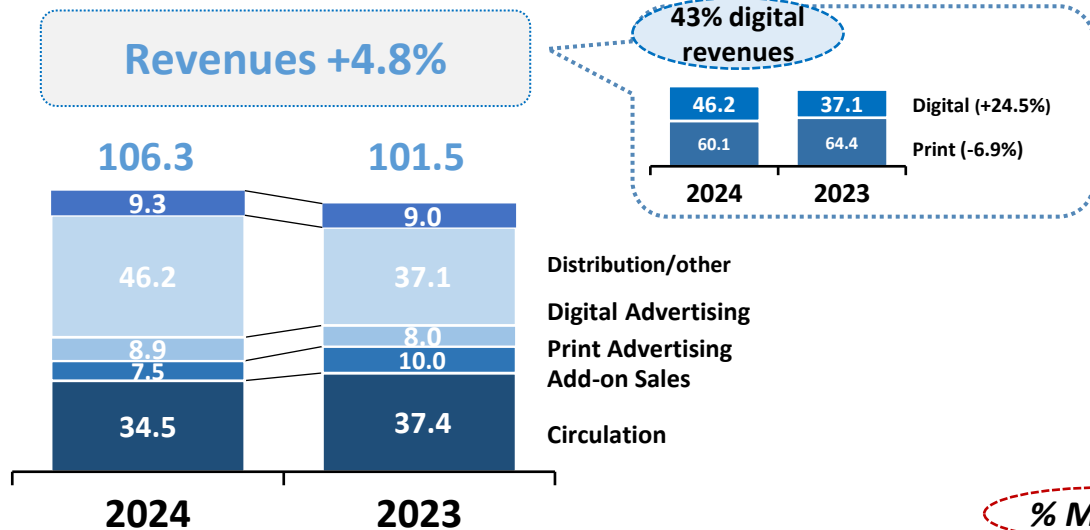 Revenues +4.8%
43% digital
revenues
46.2 37.1 Digital (+24.5%)
60.1 64.4 Print (-6.9%)
2024 2023
106.3 101.5
9.3 9.0
Distribution/other
46.2 37.1
Digital Advertising
8.9 8.0 Print Advertising
7.5 10.0 Add-on Sales
34.5 37.4 Circulation
2024 2023
%